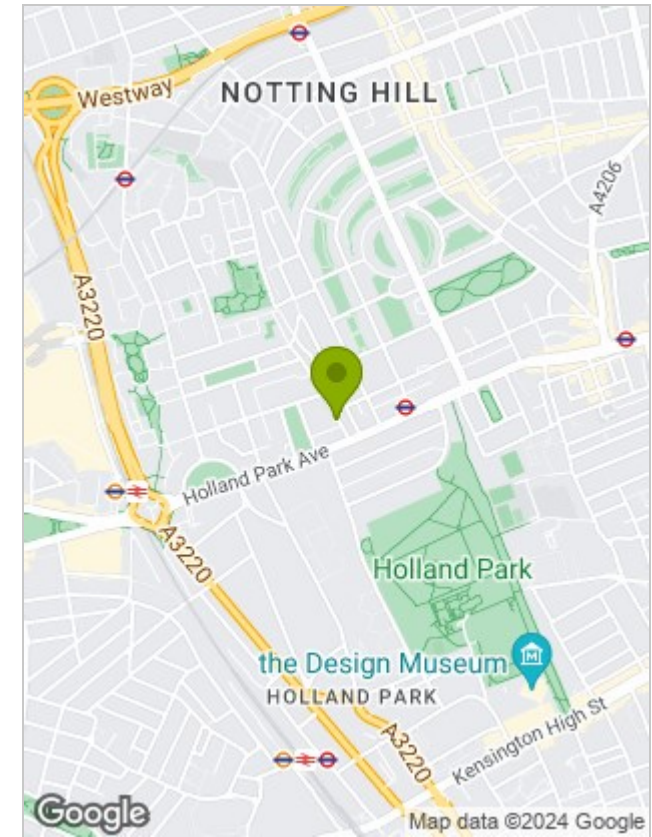 Westway
NOTTING HILL
A4206
A3220
Holland Park Ave
A3220
Holland Park
the Design Museum
HOLLAND PARK
A3220
Kensington High St
Google
Map data ©2024 Google